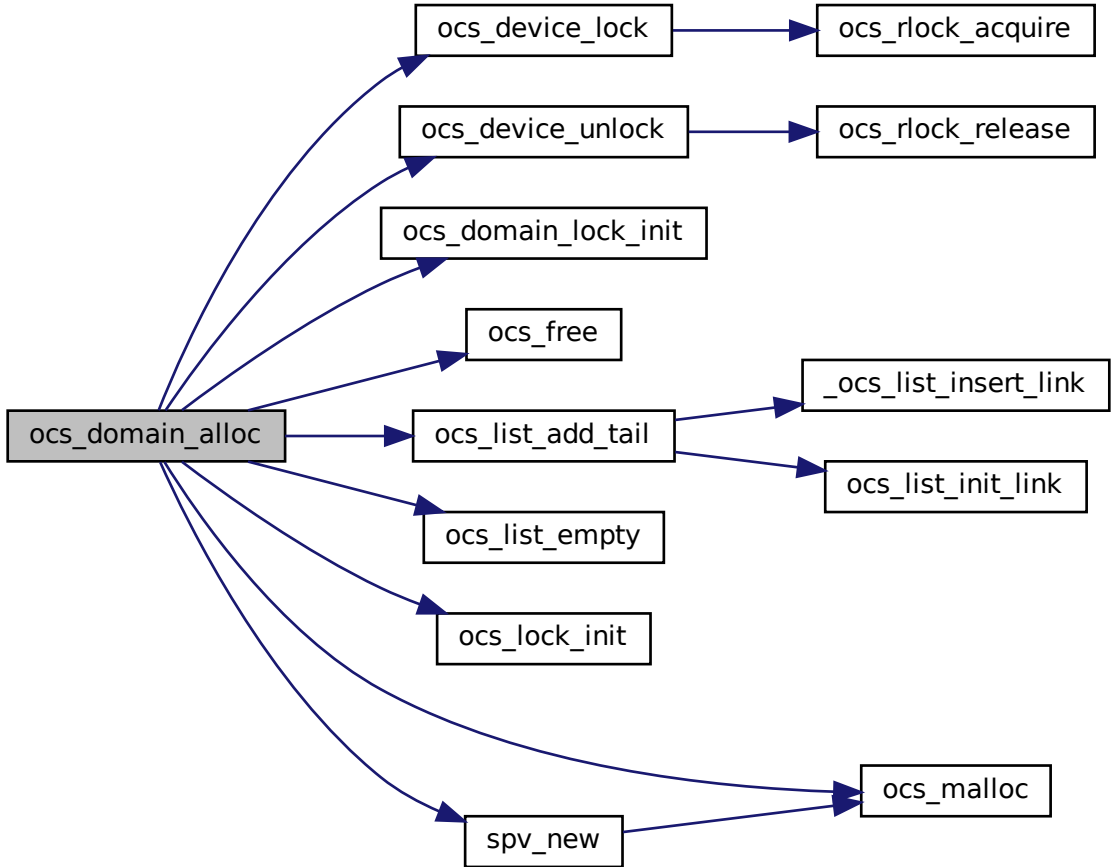 ocs_device_lock
ocs_rlock_acquire
ocs_device_unlock
ocs_rlock_release
ocs_domain_lock_init
ocs_free
_ocs_list_insert_link
ocs_domain_alloc
ocs_list_add_tail
ocs_list_init_link
ocs_list_empty
ocs_lock_init
ocs_malloc
spv_new